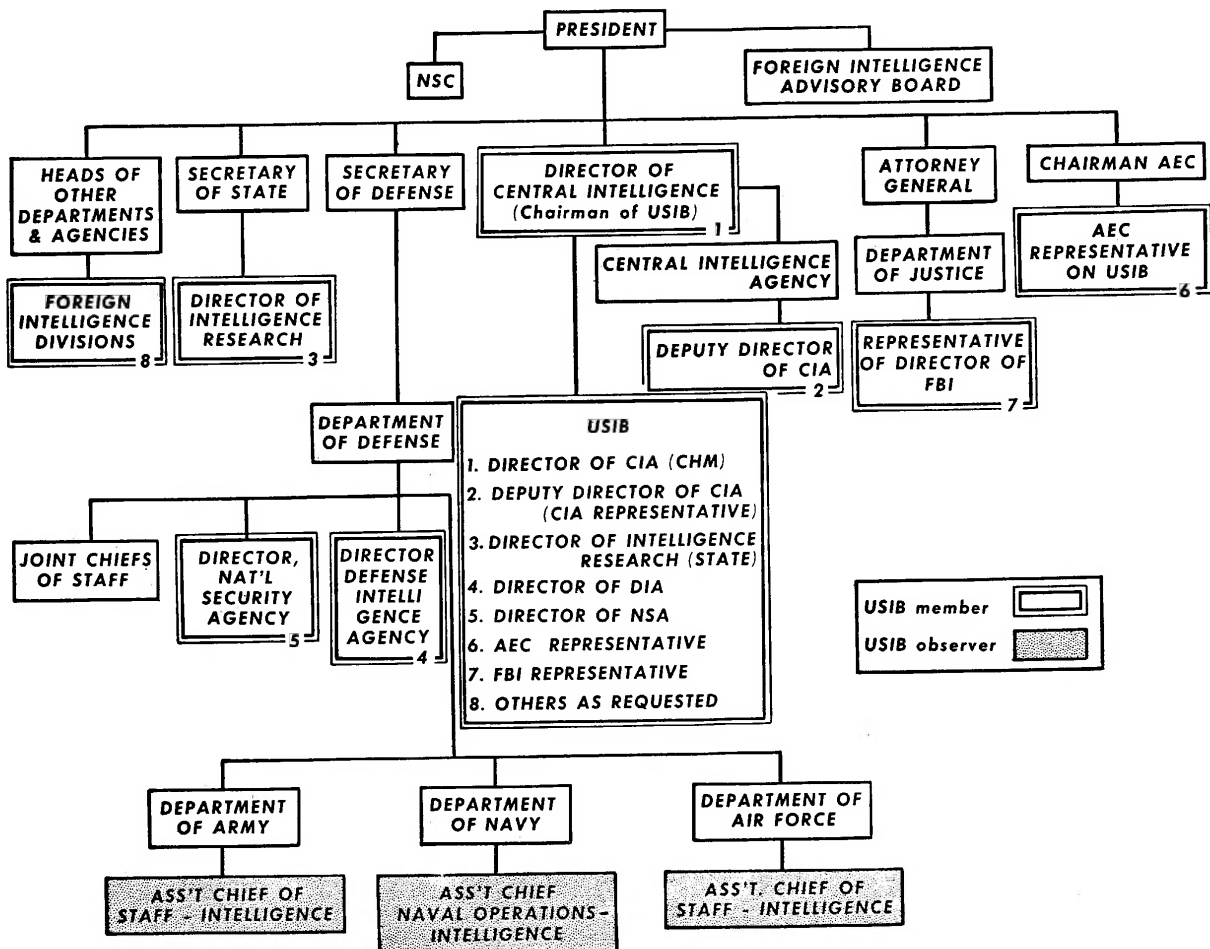 PRESIDENT
NSC
FOREIGN INTELLIGENCE
ADVISORY BOARD
HEADS OF
OTHER
DEPARTMENTS
& AGENCIES
SECRETARY
OF STATE
SECRETARY
OF DEFENSE
DIRECTOR OF
CENTRAL INTELLIGENCE
(Chairman of USIB)
1
ATTORNEY
GENERAL
CHAIRMAN AEC
FOREIGN
INTELLIGENCE
DIVISIONS
8
DIRECTOR OF
INTELLIGENCE
RESEARCH
3
CENTRAL INTELLIGENCE
AGENCY
DEPARTMENT
OF JUSTICE
AEC
REPRESENTATIVE
ON USIB
6
DEPUTY DIRECTOR
OF CIA
2
REPRESENTATIVE
OF DIRECTOR OF
FBI
7
DEPARTMENT
OF DEFENSE
USIB
1. DIRECTOR OF CIA (CHM)
2. DEPUTY DIRECTOR OF CIA
(CIA REPRESENTATIVE)
3. DIRECTOR OF INTELLIGENCE
RESEARCH (STATE)
4. DIRECTOR OF DIA
5. DIRECTOR OF NSA
6. AEC REPRESENTATIVE
7. FBI REPRESENTATIVE
8. OTHERS AS REQUESTED
JOINT CHIEFS
OF STAFF
DIRECTOR,
NAT'L
SECURITY
AGENCY
5
DIRECTOR
DEFENSE
INTELLI
GENCE
AGENCY
4
USIB member
USIB observer
DEPARTMENT
OF ARMY
DEPARTMENT
OF NAVY
DEPARTMENT OF
AIR FORCE
ASS'T CHIEF OF
STAFF - INTELLIGENCE
ASS'T CHIEF
NAVAL OPERATIONS-
INTELLIGENCE
ASS'T. CHIEF OF
STAFF - INTELLIGENCE